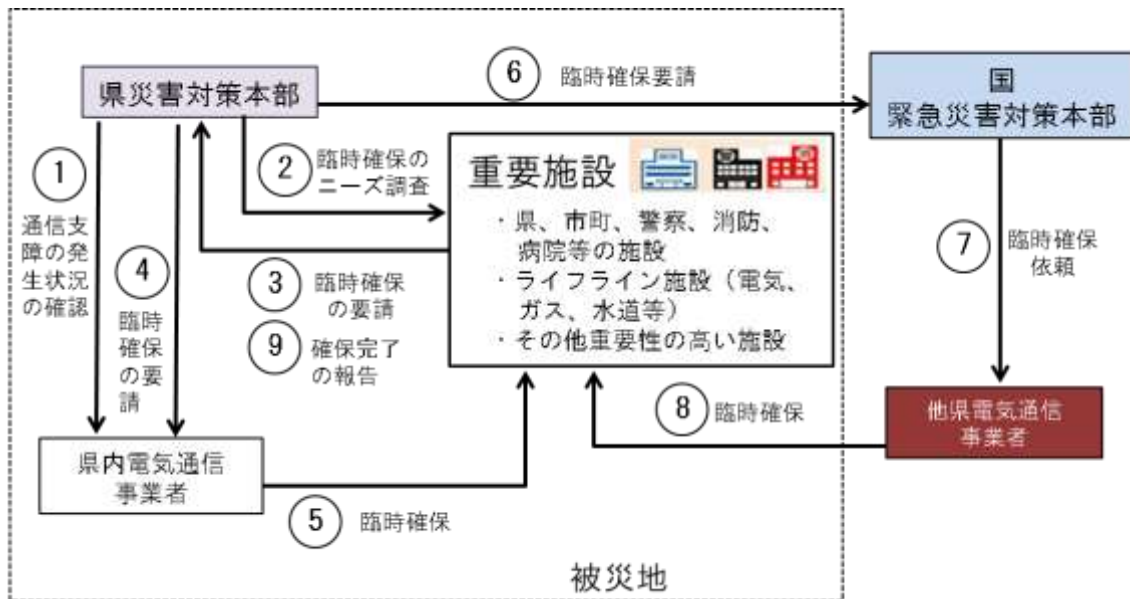 県災害対策本部
⑥
臨時確保要請
国
緊急災害対策本部
①
通信支
障の発
生状況
の確認
④
臨時
確保
の要
請
②
臨時確保の
ニーズ調査
③
臨時確保
の要請
⑨
確保完了
の報告
重要施設
・県、市町、警察、消防、
病院等の施設
・ライフライン施設（電気、
ガス、水道等）
・その他重要性の高い施設
⑦
臨時確保
依頼
県内電気通信
事業者
⑤
臨時確保
⑧
臨時確保
他県電気通信
事業者
被災地